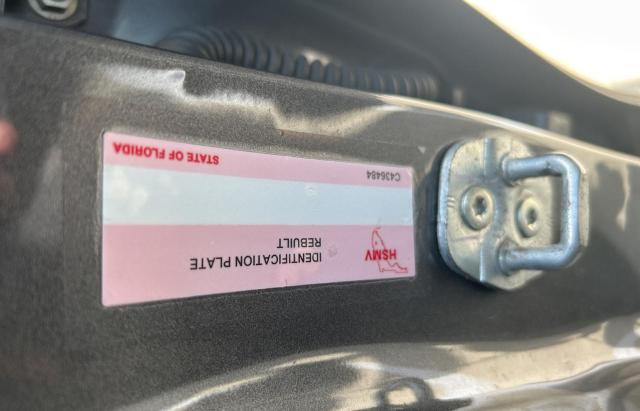 HSMV
IDENTIFICATION PLATE
REBUILT
C436484
STATE OF FLORIDA